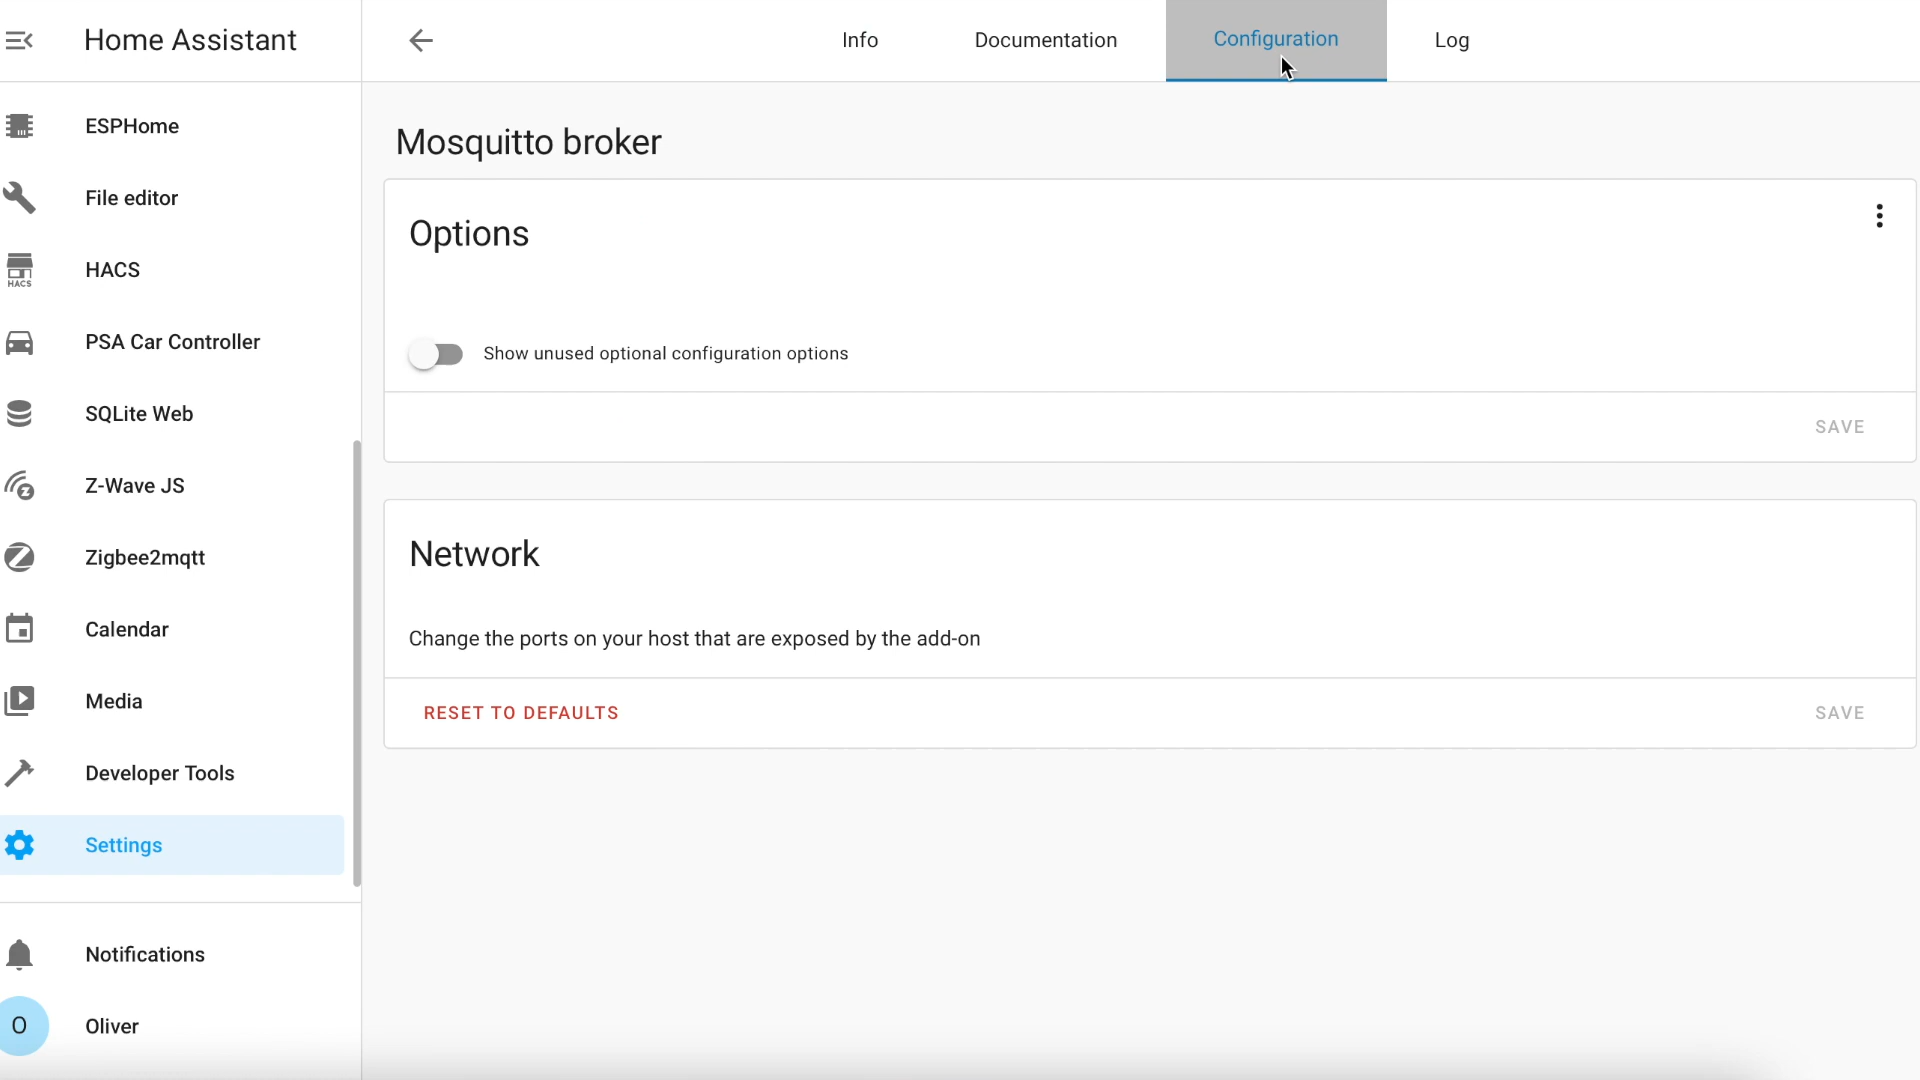 Home Assistant
Info
Documentation
Configuration
Log
ESPHome
File editor
HACS
HACS
PSA Car Controller
SQLite Web
Z-Wave JS
Zigbee2mqtt
Calendar
Media
Developer Tools
Settings
Notifications
O
Oliver
Mosquitto broker
Options
Show unused optional configuration options
SAVE
Network
Change the ports on your host that are exposed by the add-on
RESET TO DEFAULTS
SAVE